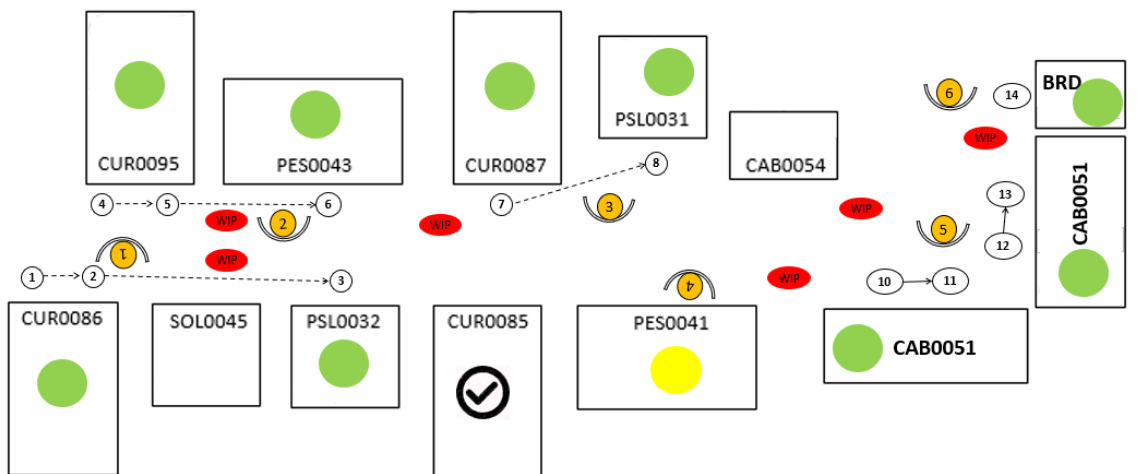 CUR0095
PES0043
CUR0087
PSL0031
CAB0054
BRD
CAB0051
6
14
WIP
4
5
6
WIP
2
WIP
7
8
3
WIP
5
13
12
1
WIP
1
2
3
4
WIP
10
11
CUR0086
SOL0045
PSL0032
CUR0085
PES0041
CAB0051